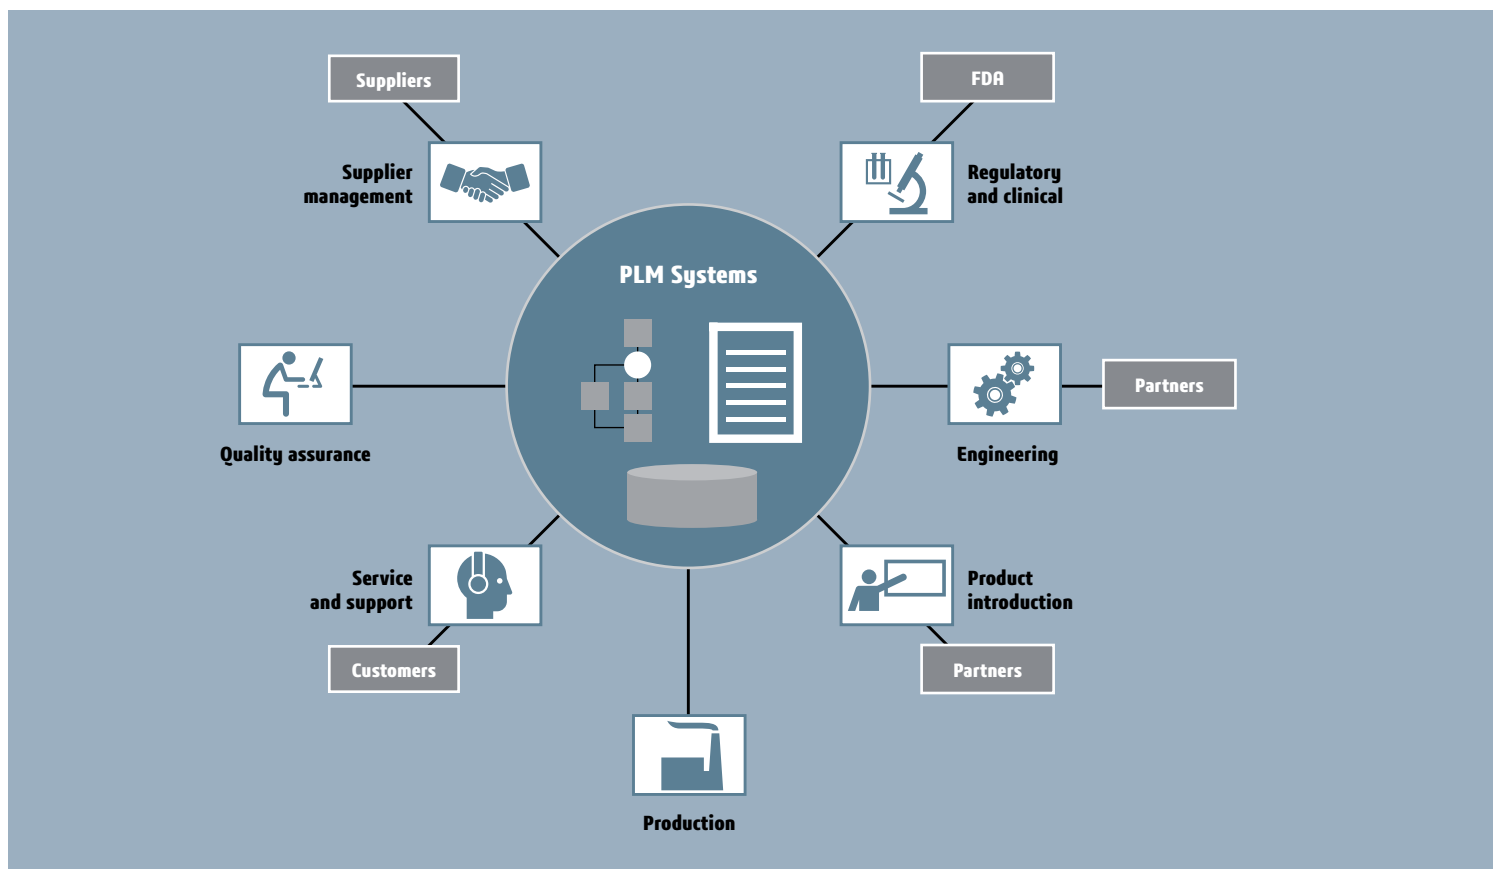 Suppliers
FDA
Supplier
management
Regulatory
and clinical
PLM Systems
Partners
Quality assurance
Engineering
Service
and support
Product
introduction
Customers
Partners
Production